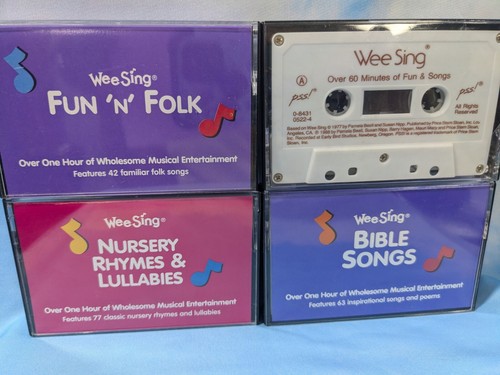 Wee Sing®
FUN 'N' FOLK
Over One Hour of Wholesome Musical Entertainment
Features 42 familiar folk songs
Wee Sing®
A
Over 60 Minutes of Fun & Songs
pss!®
pss!®
0-8431
0522-4
All Rights
Reserved
Wee Sing®
NURSERY
RHYMES &
LULLABIES
Over One Hour of Wholesome Musical Entertainment
Features 77 classic nursery rhymes and lullabies
Wee Sing®
BIBLE
SONGS
Over One Hour of Wholesome Musical Entertainment
Features 63 inspirational songs and poems